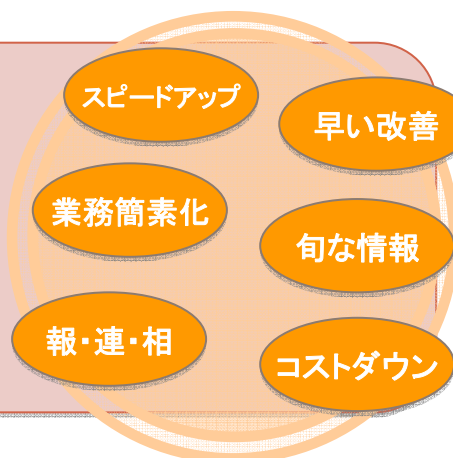 スピードアップ
早い改善
業務簡素化
旬な情報
報・連・相
コストダウン